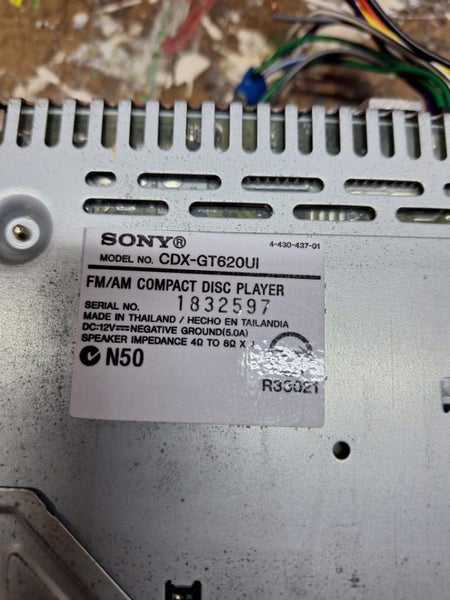 SONY®
4-430-437-01
MODEL NO. CDX-GT620UI
FM/AM COMPACT DISC PLAYER
SERIAL NO. 1832597
MADE IN THAILAND / HECHO EN TAILANDIA
DC:12V⎓NEGATIVE GROUND(5.0A)
SPEAKER IMPEDANCE 4Ω TO 8Ω X
N50